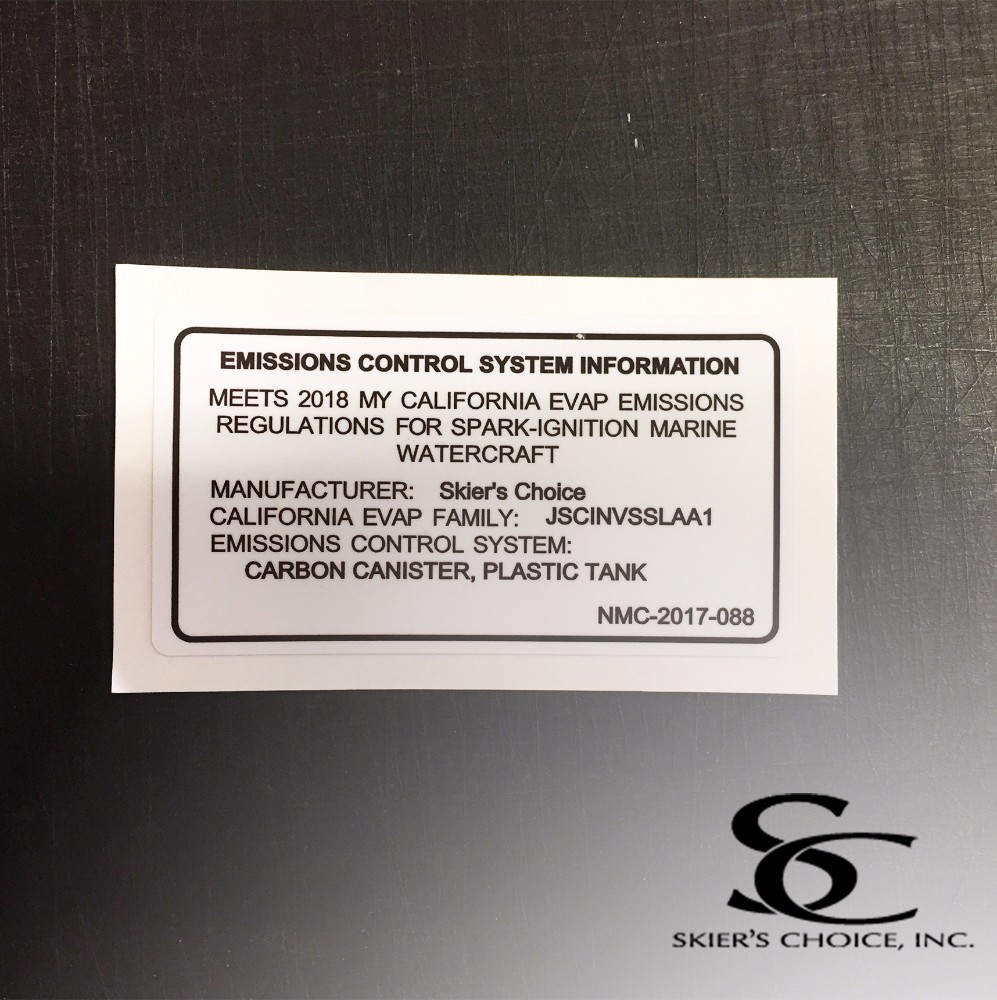 EMISSIONS CONTROL SYSTEM INFORMATION
MEETS 2018 MY CALIFORNIA EVAP EMISSIONS
REGULATIONS FOR SPARK-IGNITION MARINE
WATERCRAFT
MANUFACTURER: Skier's Choice
CALIFORNIA EVAP FAMILY: JSCINVSSLAA1
EMISSIONS CONTROL SYSTEM:
CARBON CANISTER, PLASTIC TANK
NMC-2017-088
SC
SKIER'S CHOICE, INC.